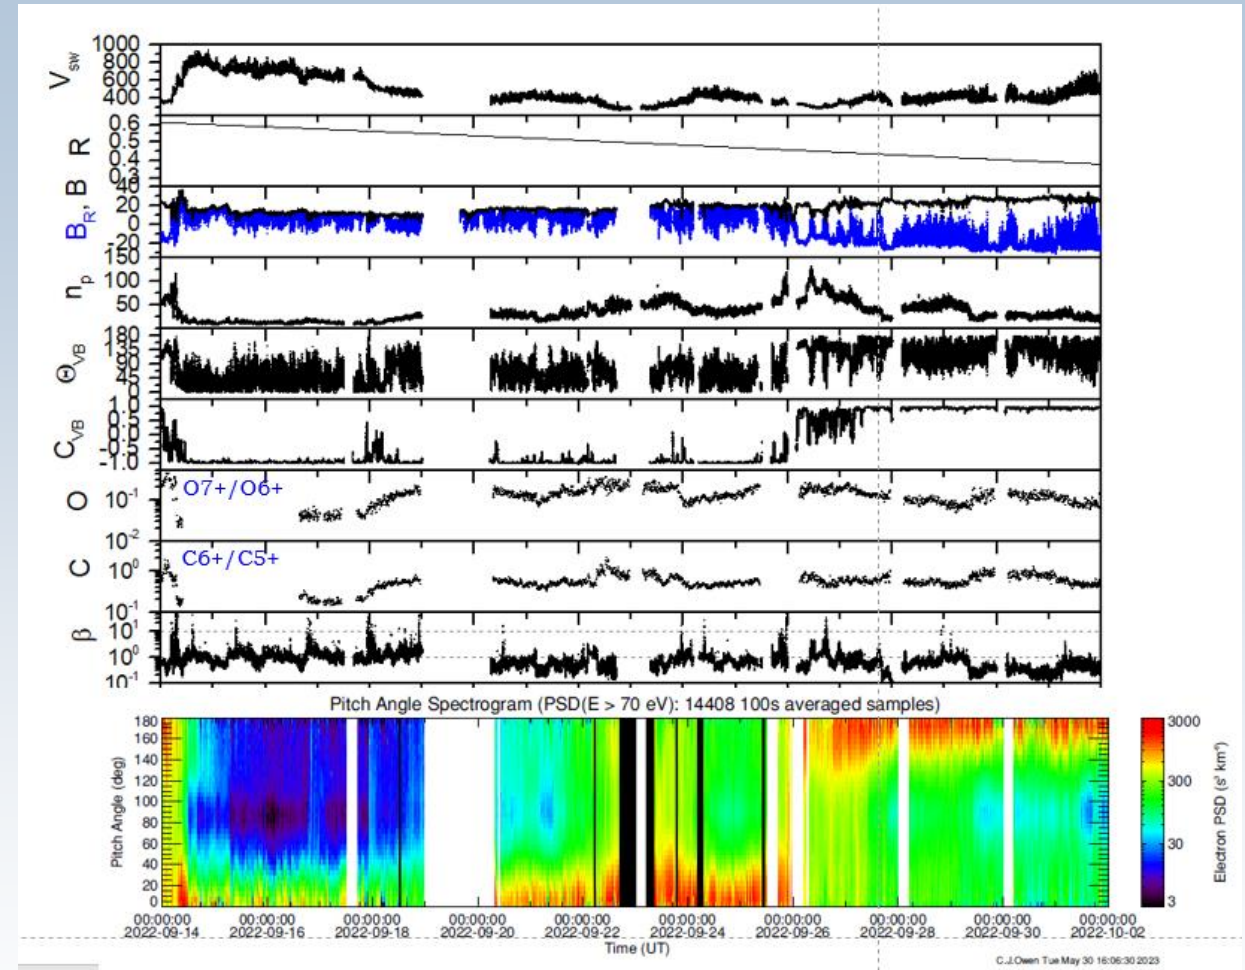 1000
800
600
400
V_sw
0.6
0.5
0.4
0.3
R
40
20
0
-20
B_R, B
150
100
50
n_p
180
135
90
45
0
Θ_VB
1.0
0.5
0.0
-0.5
-1.0
C_VB
10^-1
10^-2
O
O7+/O6+
10^0
10^-1
C
C6+/C5+
10^1
10^0
10^-1
β
Pitch Angle Spectrogram (PSD(E > 70 eV): 14408 100s averaged samples)
180
160
140
120
100
80
60
40
20
0
Pitch Angle (deg)
3000
300
30
3
Electron PSD (s³ km⁶)
00:00:00 00:00:00 00:00:00 00:00:00 00:00:00 00:00:00 00:00:00 00:00:00 00:00:00 00:00:00
2022-09-14 2022-09-16 2022-09-18 2022-09-20 2022-09-22 2022-09-24 2022-09-26 2022-09-28 2022-09-30 2022-10-02
Time (UT)
C.J.Owen Tue May 30 16:06:30 2023